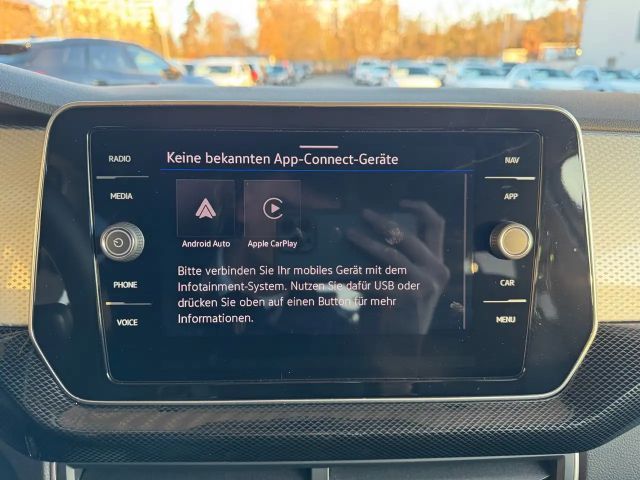 RADIO
MEDIA
PHONE
VOICE
Keine bekannten App-Connect-Geräte
Android Auto
Apple CarPlay
Bitte verbinden Sie Ihr mobiles Gerät mit dem
Infotainment-System. Nutzen Sie dafür USB oder
drücken Sie oben auf einen Button für mehr
Informationen.
NAV
APP
CAR
MENU